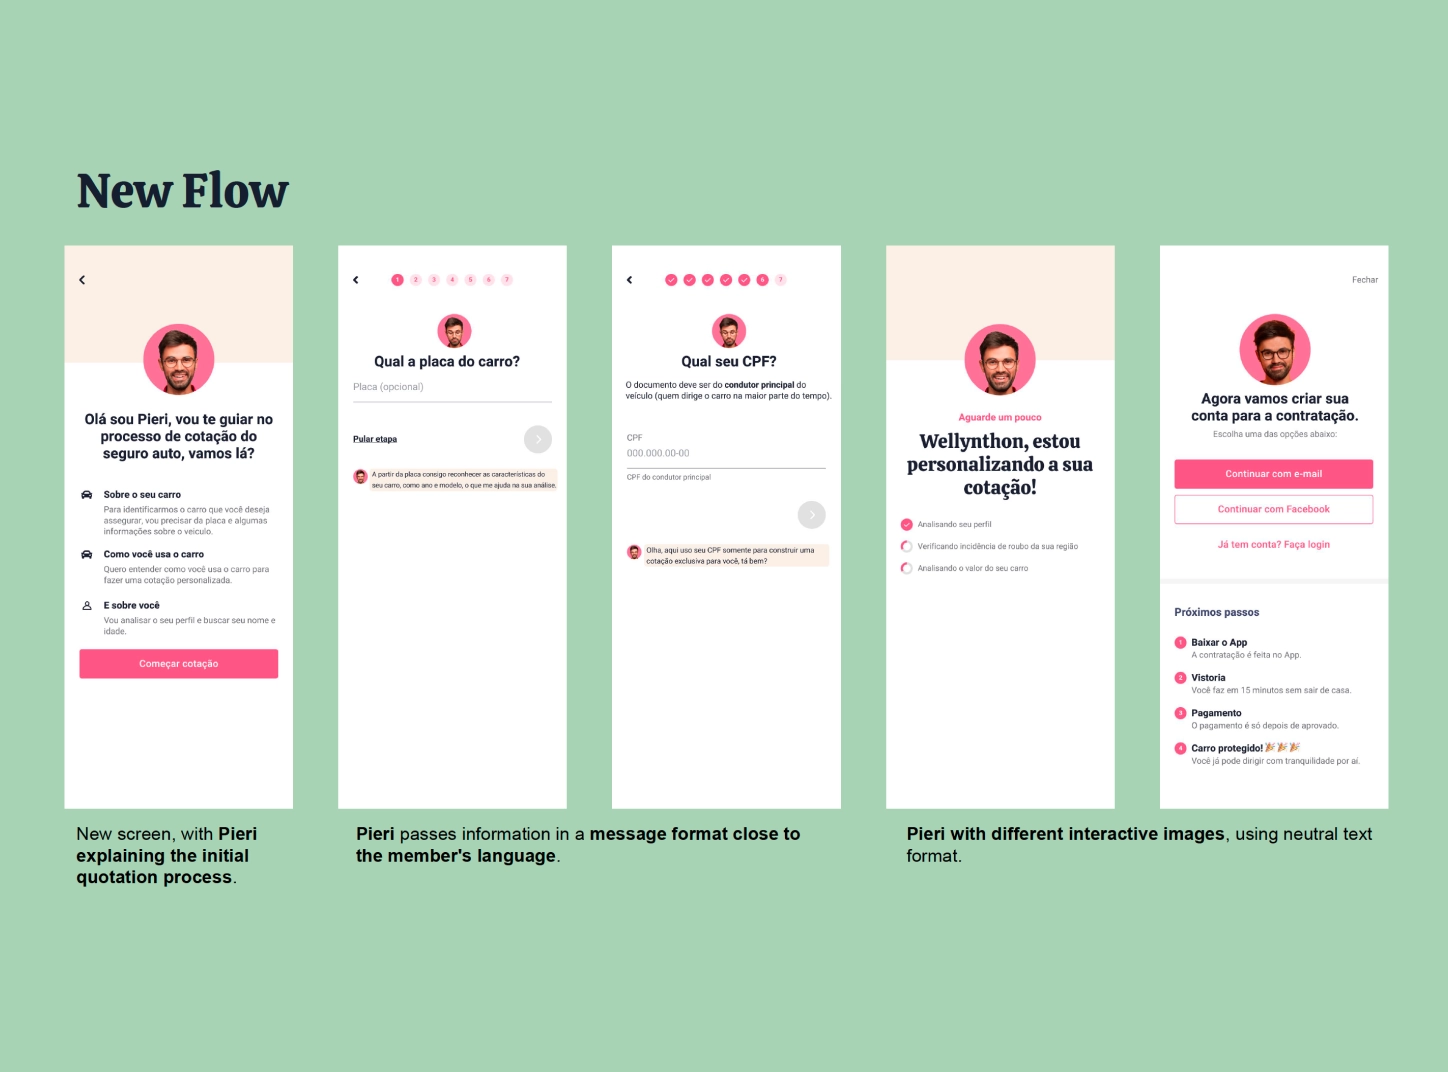 New Flow
Olá sou Pieri, vou te guiar no
processo de cotação do
seguro auto, vamos lá?
Sobre o seu carro
Para identificarmos o carro que você deseja
assegurar, vou precisar da placa e algumas
informações sobre o veiculo.
Como você usa o carro
Quero entender como você usa o carro para
fazer uma cotação personalizada.
E sobre você
Vou analisar o seu perfil e buscar seu nome e
idade.
Começar cotação
New screen, with Pieri
explaining the initial
quotation process.
1 2 3 4 5 6 7
Qual a placa do carro?
Placa (opcional)
Pular etapa
A partir da placa consigo reconhecer as características do
seu carro, como ano e modelo, o que me ajuda na sua análise.
6 7
Qual seu CPF?
O documento deve ser do condutor principal do
veículo (quem dirige o carro na maior parte do tempo).
CPF
000.000.00-00
CPF do condutor principal
Olha, aqui uso seu CPF somente para construir uma
cotação exclusiva para você, tá bem?
Pieri passes information in a message format close to
the member's language.
Aguarde um pouco
Wellynthon, estou
personalizando a sua
cotação!
Analisando seu perfil
Verificando incidência de roubo da sua região
Analisando o valor do seu carro
Fechar
Agora vamos criar sua
conta para a contratação.
Escolha uma das opções abaixo:
Continuar com e-mail
Continuar com Facebook
Já tem conta? Faça login
Próximos passos
1 Baixar o App
A contratação é feita no App.
2 Vistoria
Você faz em 15 minutos sem sair de casa.
3 Pagamento
O pagamento é só depois de aprovado.
4 Carro protegido! 🎉🎉🎉
Você já pode dirigir com tranquilidade por aí.
Pieri with different interactive images, using neutral text
format.